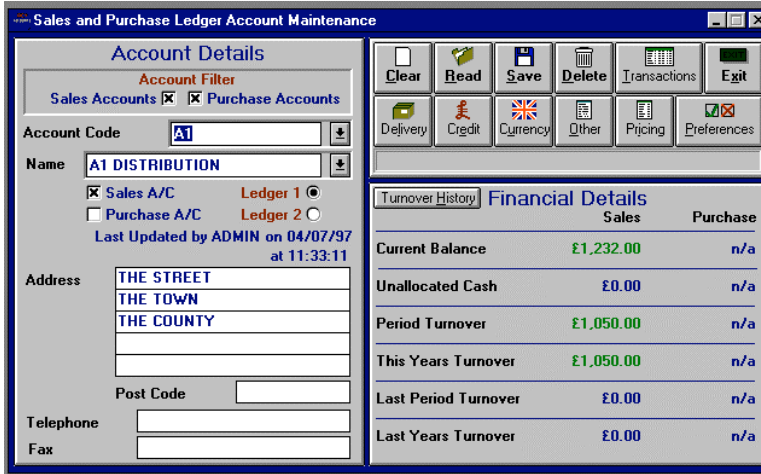 Sales and Purchase Ledger Account Maintenance
Account Details
Account Filter
Sales Accounts Purchase Accounts
Account Code A1
Name A1 DISTRIBUTION
Sales A/C Ledger 1
Purchase A/C Ledger 2
Last Updated by ADMIN on 04/07/97
at 11:33:11
Address THE STREET
THE TOWN
THE COUNTY
Post Code
Telephone
Fax
Clear Read Save Delete Transactions Exit
Delivery Credit Currency Other Pricing Preferences
Turnover History Financial Details
Sales Purchase
Current Balance £1,232.00 n/a
Unallocated Cash £0.00 n/a
Period Turnover £1,050.00 n/a
This Years Turnover £1,050.00 n/a
Last Period Turnover £0.00 n/a
Last Years Turnover £0.00 n/a